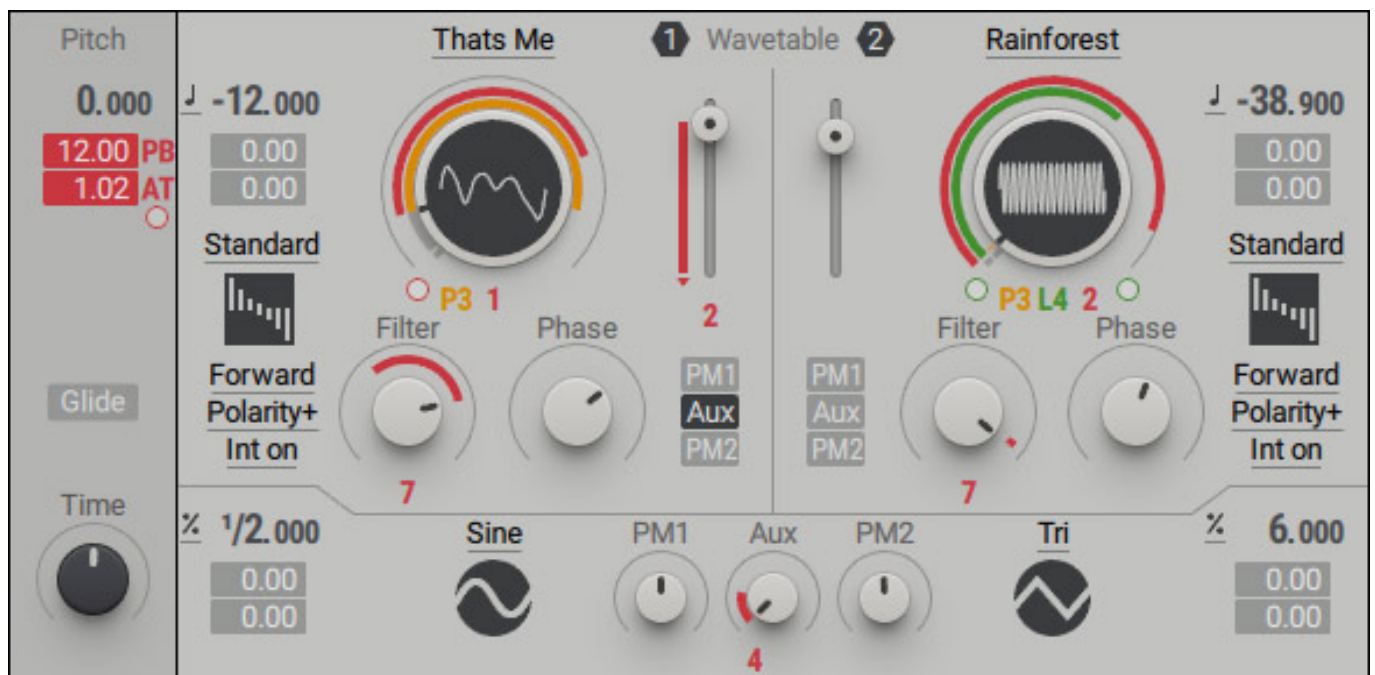 Pitch
0.000
12.00 PB
1.02 AT
Glide
Time
Thats Me
1 Wavetable 2
Rainforest
-12.000
0.00
0.00
Standard
Forward
Polarity+
Int on
P3 1
Filter
Phase
7
2
PM1
Aux
PM2
PM1
Aux
PM2
P3 L4 2
Filter
Phase
7
-38.900
0.00
0.00
Standard
Forward
Polarity+
Int on
% 1/2.000
0.00
0.00
Sine
PM1
Aux
PM2
4
Tri
% 6.000
0.00
0.00